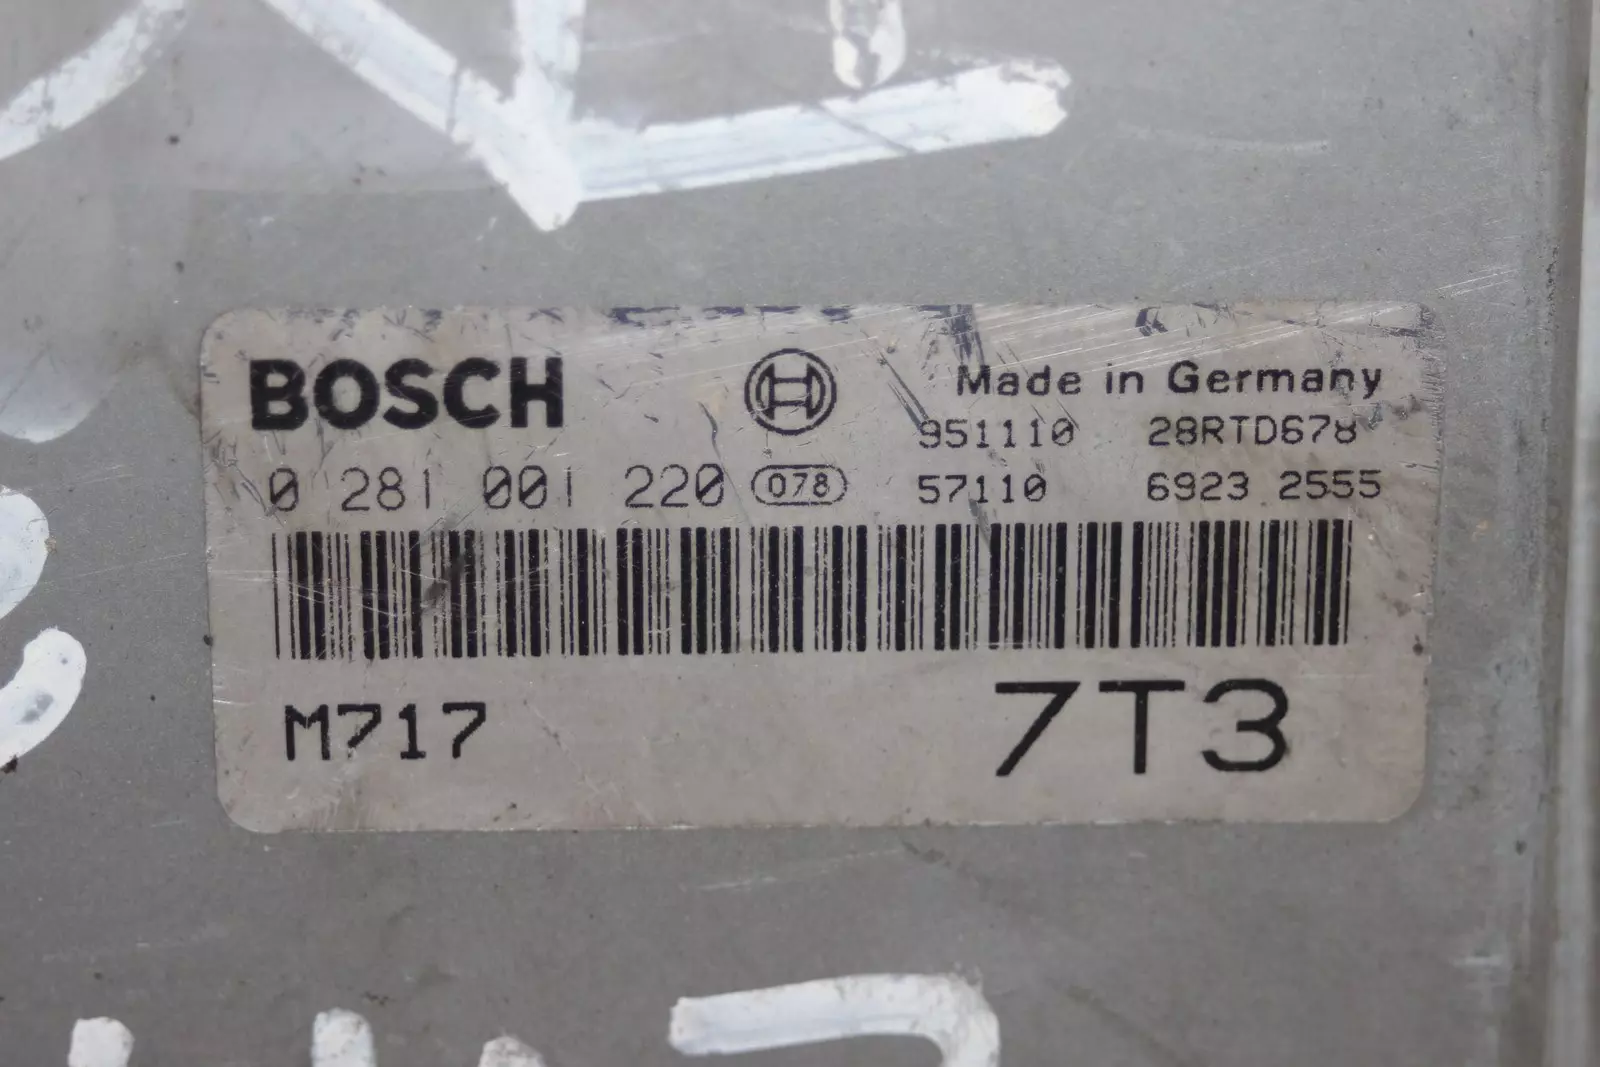 BOSCH
Made in Germany
951110 28RTD678
0 281 001 220 078 57110 6923 2555
M717 7T3